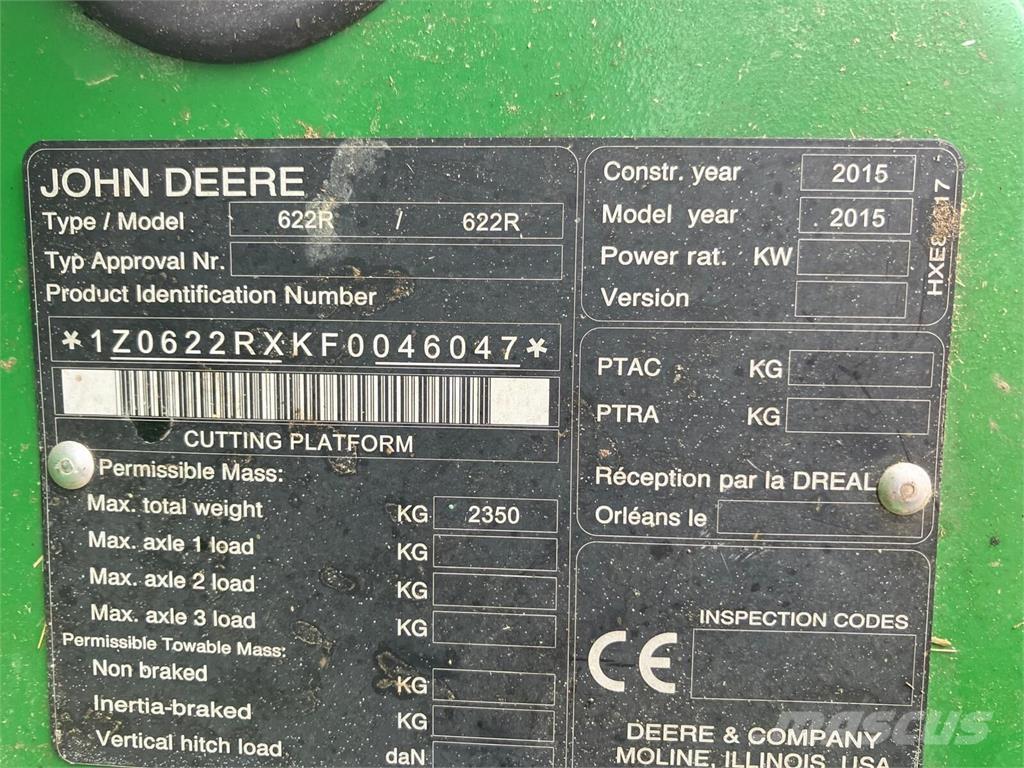 JOHN DEERE
Type / Model 622R / 622R
Typ Approval Nr.
Product Identification Number
*1Z0622RXKF0046047*
CUTTING PLATFORM
Permissible Mass:
Max. total weight KG 2350
Max. axle 1 load KG
Max. axle 2 load KG
Max. axle 3 load KG
Permissible Towable Mass:
Non braked KG
Inertia-braked KG
Vertical hitch load daN
Constr. year 2015
Model year 2015
Power rat. KW
Version
PTAC KG
PTRA KG
Réception par la DREAL
Orléans le
INSPECTION CODES
CE
DEERE & COMPANY
MOLINE, ILLINOIS, USA
mascus